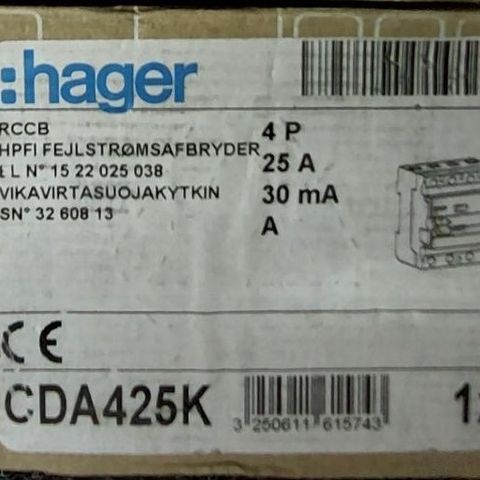 :hager
RCCB
HPFI FEJLSTRØMSAFBRYDER
Ł L N° 15 22 025 038
VIKAVIRTASUOJAKYTKIN
SN° 32 608 13
4 P
25 A
30 mA
A
CE
CDA425K
3 250611 615743